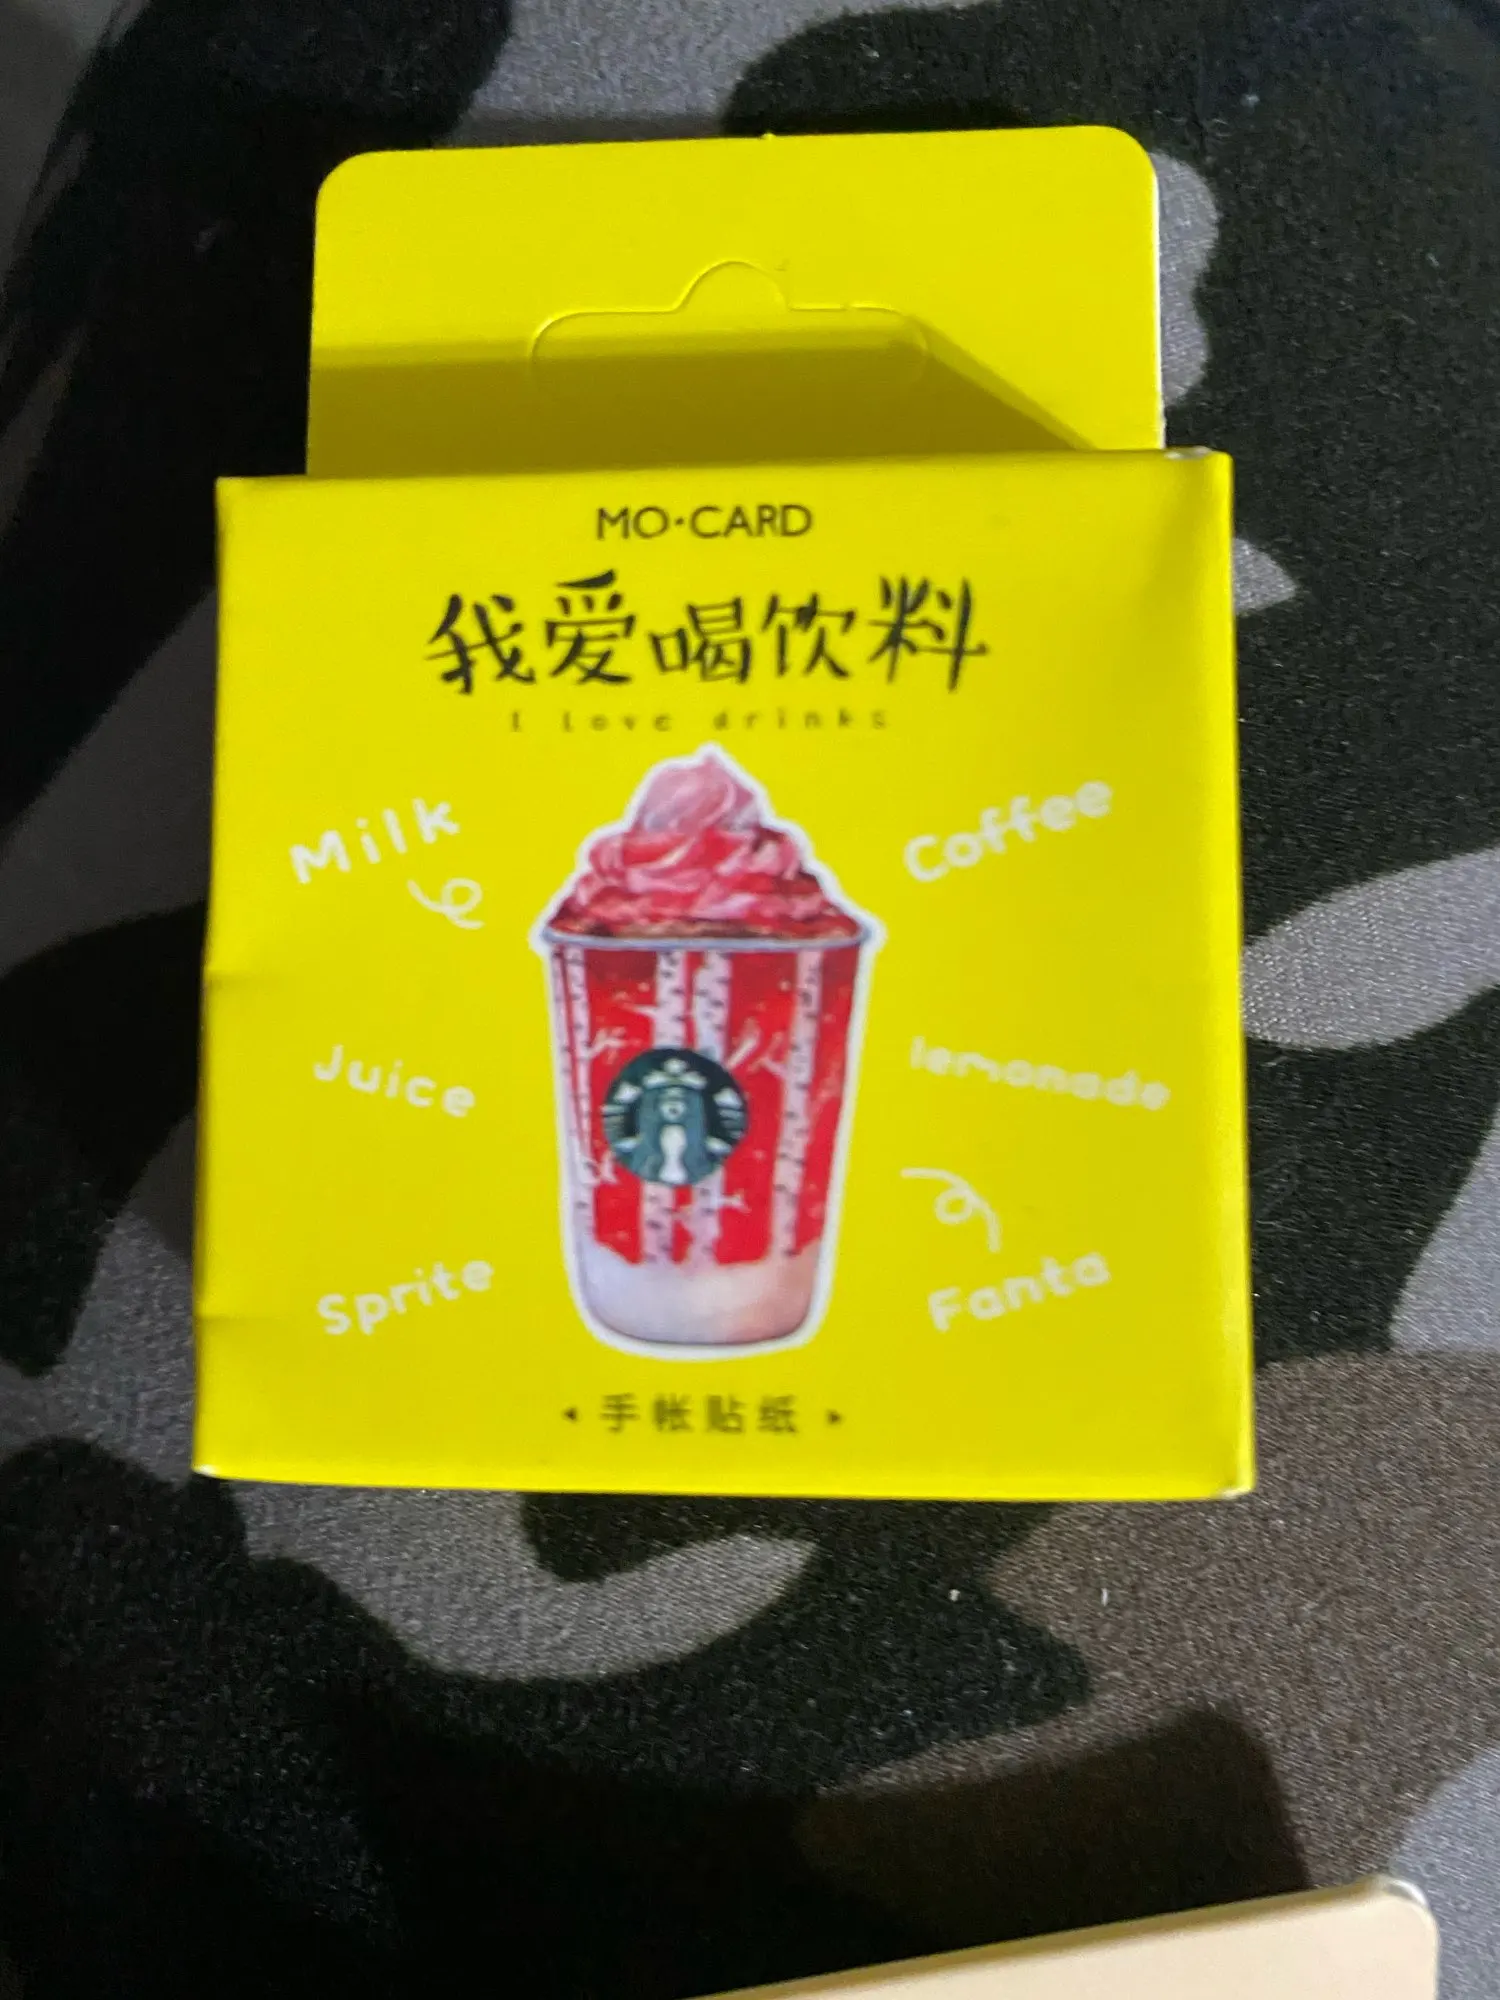 MO·CARD
我爱喝饮料
I love drinks
Milk
Coffee
Juice
lemonade
Sprite
Fanta
手帐贴纸